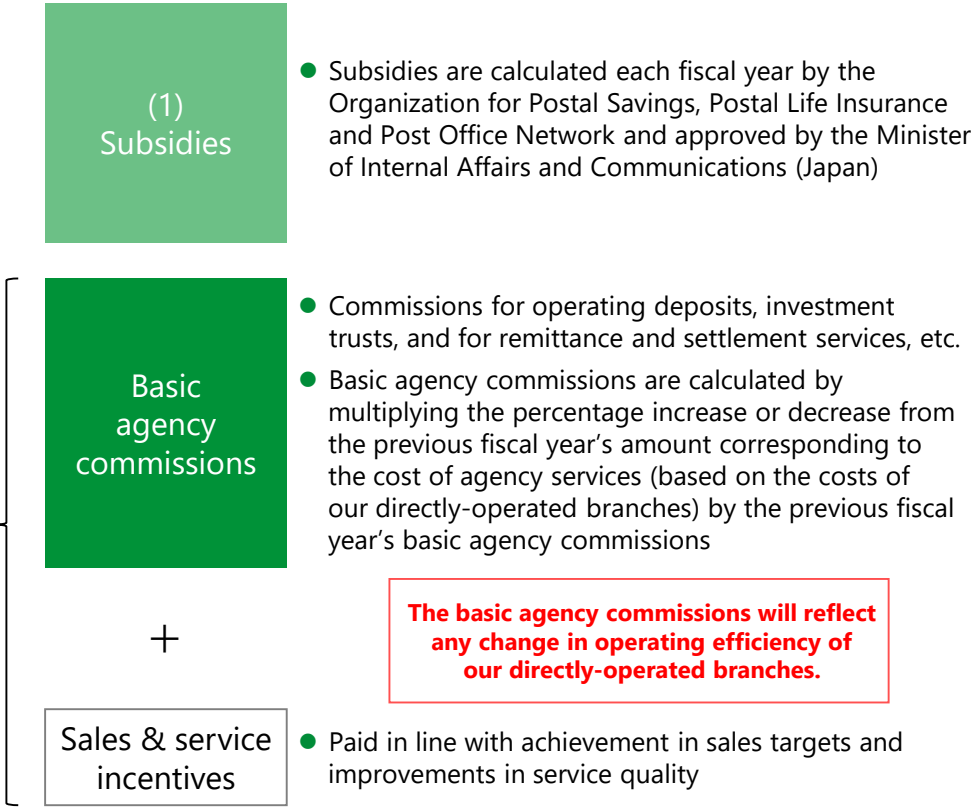 (1)
Subsidies
● Subsidies are calculated each fiscal year by the
Organization for Postal Savings, Postal Life Insurance
and Post Office Network and approved by the Minister
of Internal Affairs and Communications (Japan)
Basic
agency
commissions
● Commissions for operating deposits, investment
trusts, and for remittance and settlement services, etc.
● Basic agency commissions are calculated by
multiplying the percentage increase or decrease from
the previous fiscal year’s amount corresponding to
the cost of agency services (based on the costs of
our directly-operated branches) by the previous fiscal
year’s basic agency commissions
+
The basic agency commissions will reflect
any change in operating efficiency of
our directly-operated branches.
Sales & service
incentives
● Paid in line with achievement in sales targets and
improvements in service quality